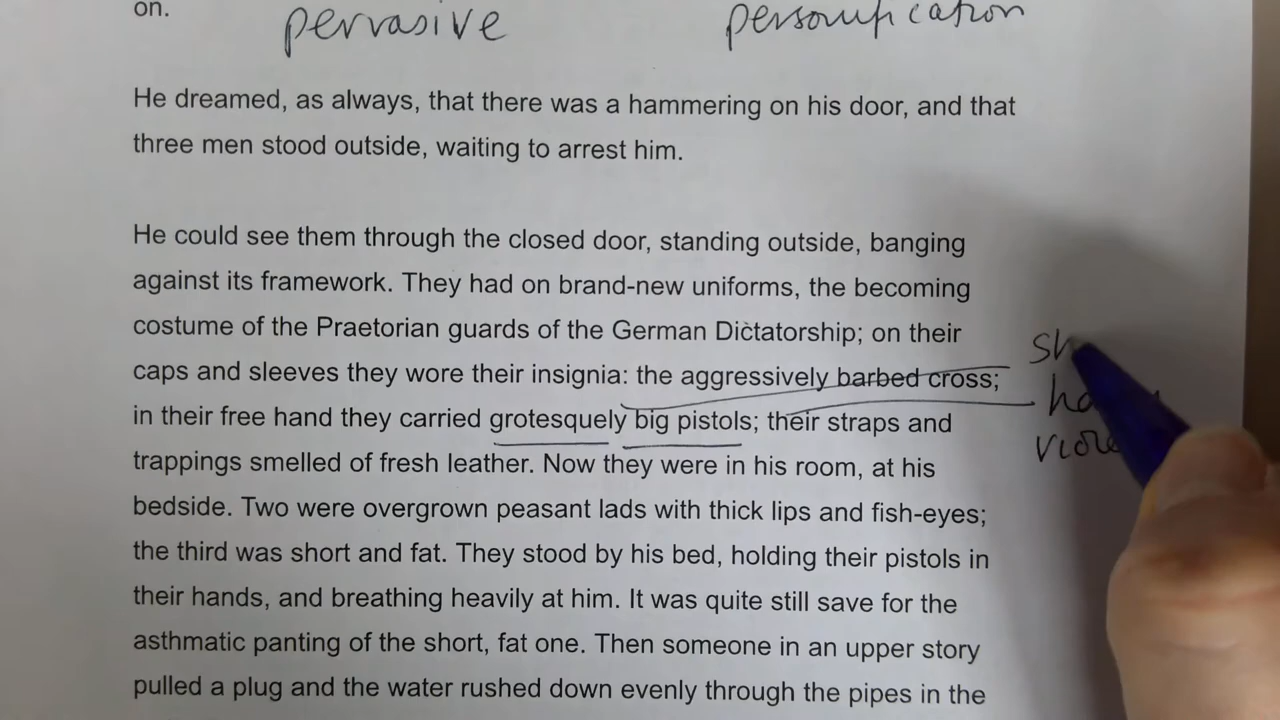 on.
pervasive
personification
He dreamed, as always, that there was a hammering on his door, and that
three men stood outside, waiting to arrest him.
He could see them through the closed door, standing outside, banging
against its framework. They had on brand-new uniforms, the becoming
costume of the Praetorian guards of the German Dictatorship; on their
caps and sleeves they wore their insignia: the aggressively barbed cross;
in their free hand they carried grotesquely big pistols; their straps and
trappings smelled of fresh leather. Now they were in his room, at his
bedside. Two were overgrown peasant lads with thick lips and fish-eyes;
the third was short and fat. They stood by his bed, holding their pistols in
their hands, and breathing heavily at him. It was quite still save for the
asthmatic panting of the short, fat one. Then someone in an upper story
pulled a plug and the water rushed down evenly through the pipes in the